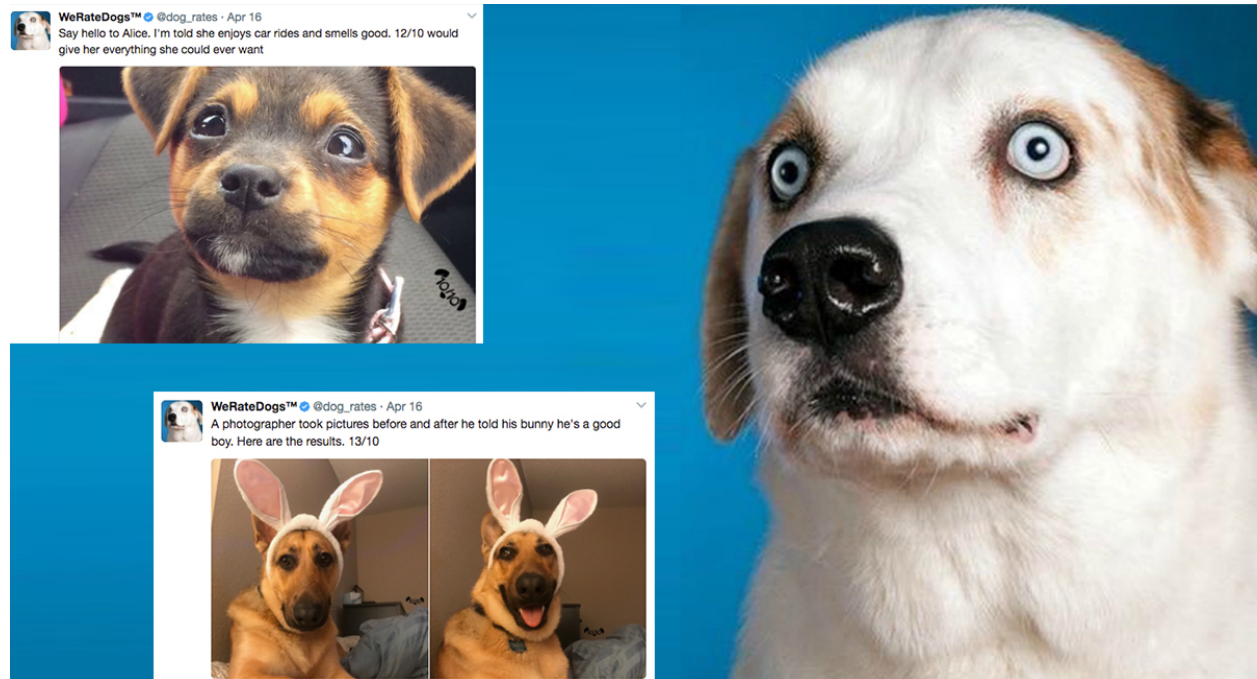 WeRateDogs™ @dog_rates · Apr 16
Say hello to Alice. I'm told she enjoys car rides and smells good. 12/10 would
give her everything she could ever want
10/10
WeRateDogs™ @dog_rates · Apr 16
A photographer took pictures before and after he told his bunny he's a good
boy. Here are the results. 13/10